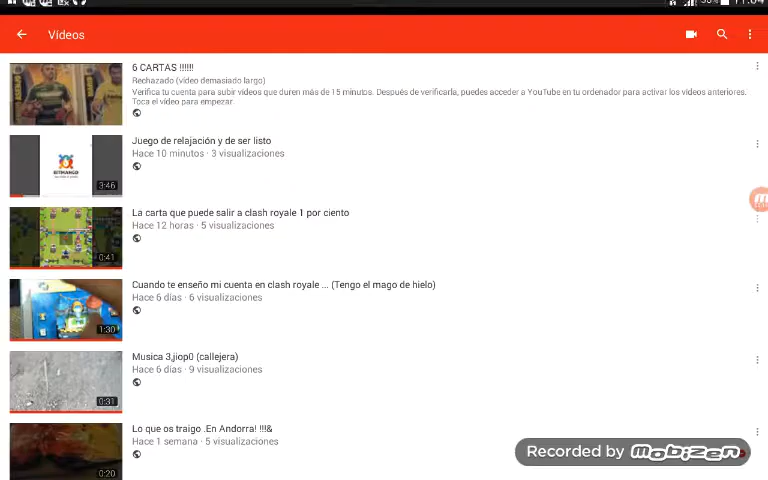 Vídeos
6 CARTAS !!!!!!
Rechazado (vídeo demasiado largo)
Verifica tu cuenta para subir vídeos que duren más de 15 minutos. Después de verificarla, puedes acceder a YouTube en tu ordenador para activar los vídeos anteriores.
Toca el vídeo para empezar.
Juego de relajación y de ser listo
Hace 10 minutos · 3 visualizaciones
3:46
La carta que puede salir a clash royale 1 por ciento
Hace 12 horas · 5 visualizaciones
0:41
Cuando te enseño mi cuenta en clash royale ... (Tengo el mago de hielo)
Hace 6 días · 6 visualizaciones
1:30
Musica 3,jiop0 (callejera)
Hace 6 días · 9 visualizaciones
0:31
Lo que os traigo .En Andorra! !!!&
Hace 1 semana · 5 visualizaciones
0:20
Recorded by mobizen